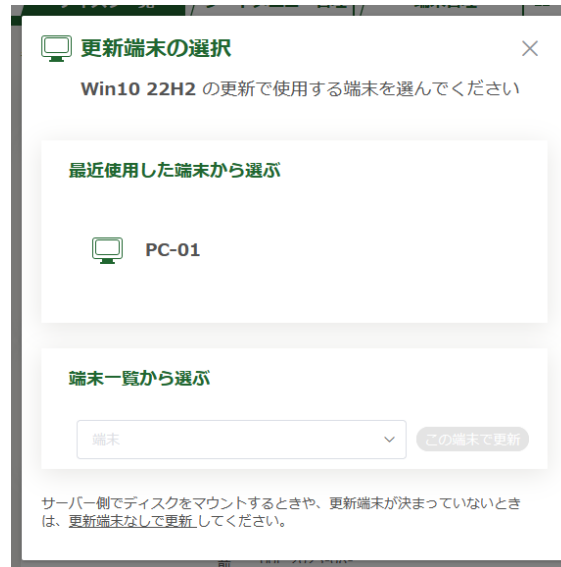 更新端末の選択
Win10 22H2 の更新で使用する端末を選んでください
最近使用した端末から選ぶ
PC-01
端末一覧から選ぶ
端末
この端末で更新
サーバー側でディスクをマウントするときや、更新端末が決まっていないとき
は、更新端末なしで更新 してください。